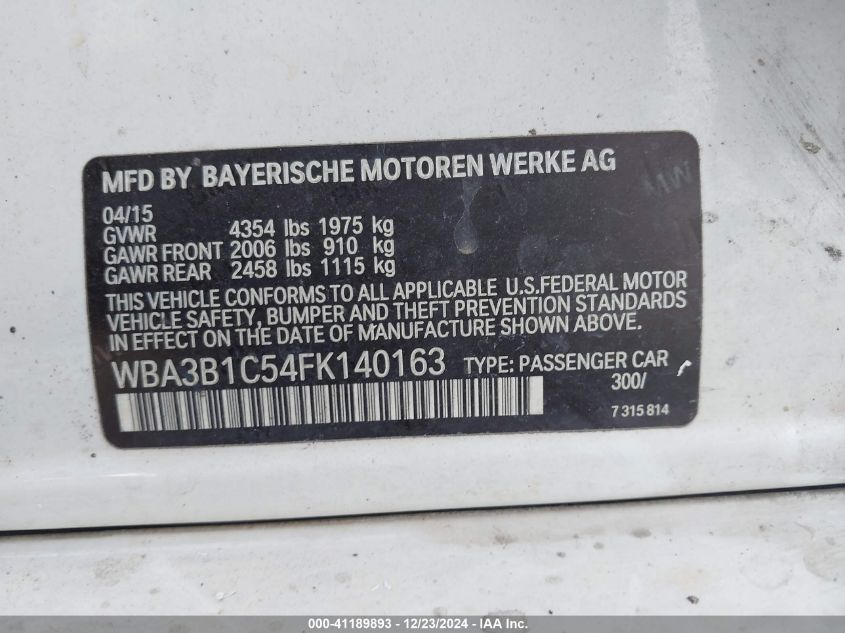 MFD BY BAYERISCHE MOTOREN WERKE AG
04/15
GVWR 4354 lbs 1975 kg
GAWR FRONT 2006 lbs 910 kg
GAWR REAR 2458 lbs 1115 kg
THIS VEHICLE CONFORMS TO ALL APPLICABLE U.S.FEDERAL MOTOR
VEHICLE SAFETY, BUMPER AND THEFT PREVENTION STANDARDS
IN EFFECT ON THE DATE OF MANUFACTURE SHOWN ABOVE.
WBA3B1C54FK140163 TYPE: PASSENGER CAR
300/
7 315 814
000-41189893 - 12/23/2024 - IAA Inc.